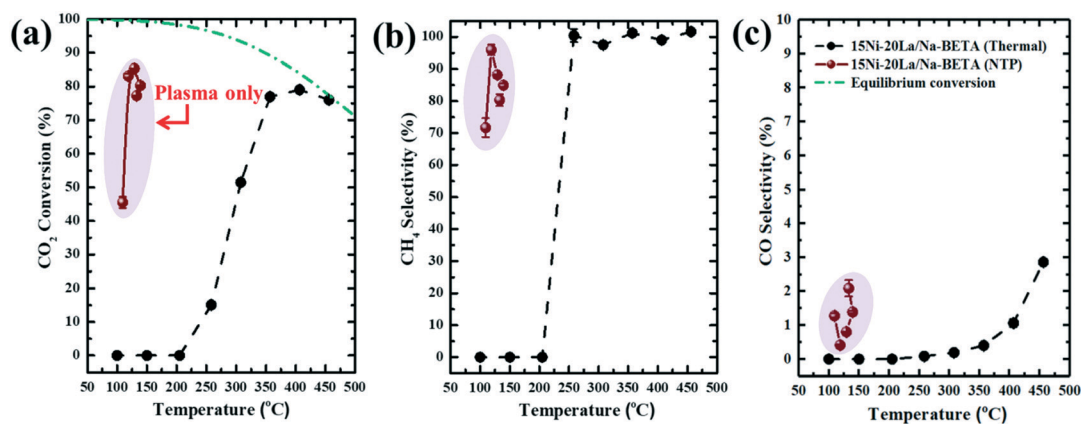 (a)
100
90
80
70
60
50
40
30
20
10
0
CO2 Conversion (%)
Plasma only
50 100 150 200 250 300 350 400 450 500
Temperature (°C)
(b)
100
90
80
70
60
50
40
30
20
10
0
CH4 Selectivity (%)
50 100 150 200 250 300 350 400 450 500
Temperature (°C)
(c)
10
9
8
7
6
5
4
3
2
1
0
CO Selectivity (%)
15Ni-20La/Na-BETA (Thermal)
15Ni-20La/Na-BETA (NTP)
Equilibrium conversion
50 100 150 200 250 300 350 400 450 500
Temperature (°C)